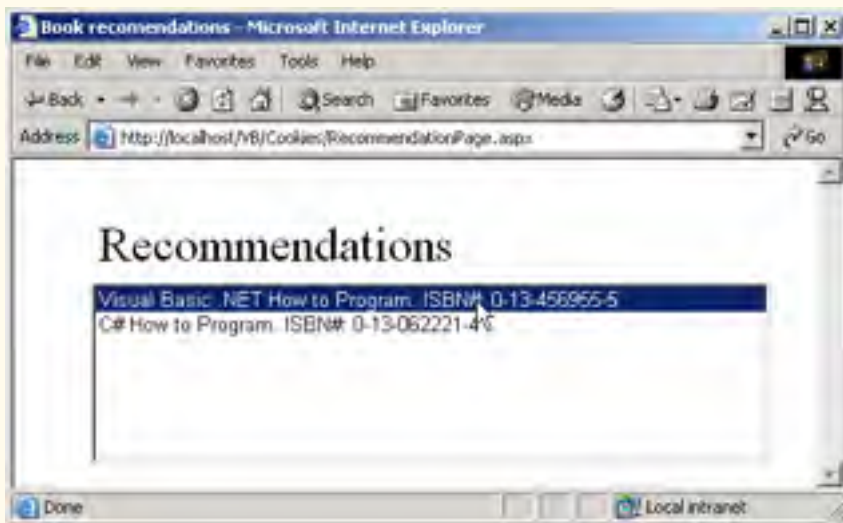 Book recomendations - Microsoft Internet Explorer
File Edit View Favorites Tools Help
Back Search Favorites Media
Address http://localhost/VB/Cookies/RecommendationPage.aspx Go
Recommendations
Visual Basic .NET How to Program. ISBN#: 0-13-456955-5
C# How to Program. ISBN#: 0-13-062221-4
Done Local intranet